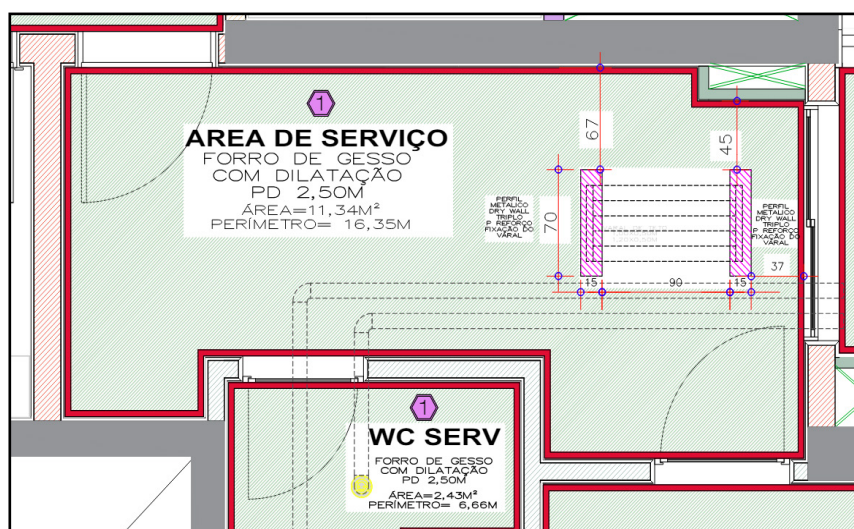 1
AREA DE SERVIÇO
FORRO DE GESSO
COM DILATAÇÃO
PD 2,50M
ÁREA=11,34M²
PERÍMETRO= 16,35M
67
45
70
PERFIL
METALICO
DRY WALL
TRIPLO
P REFORÇO
FIXAÇÃO DO
VARAL
PERFIL
METALICO
DRY WALL
TRIPLO
P REFORÇO
FIXAÇÃO DO
VARAL
37
15
90
15
1
WC SERV
FORRO DE GESSO
COM DILATAÇÃO
PD 2,50M
ÁREA=2,43M²
PERÍMETRO= 6,66M